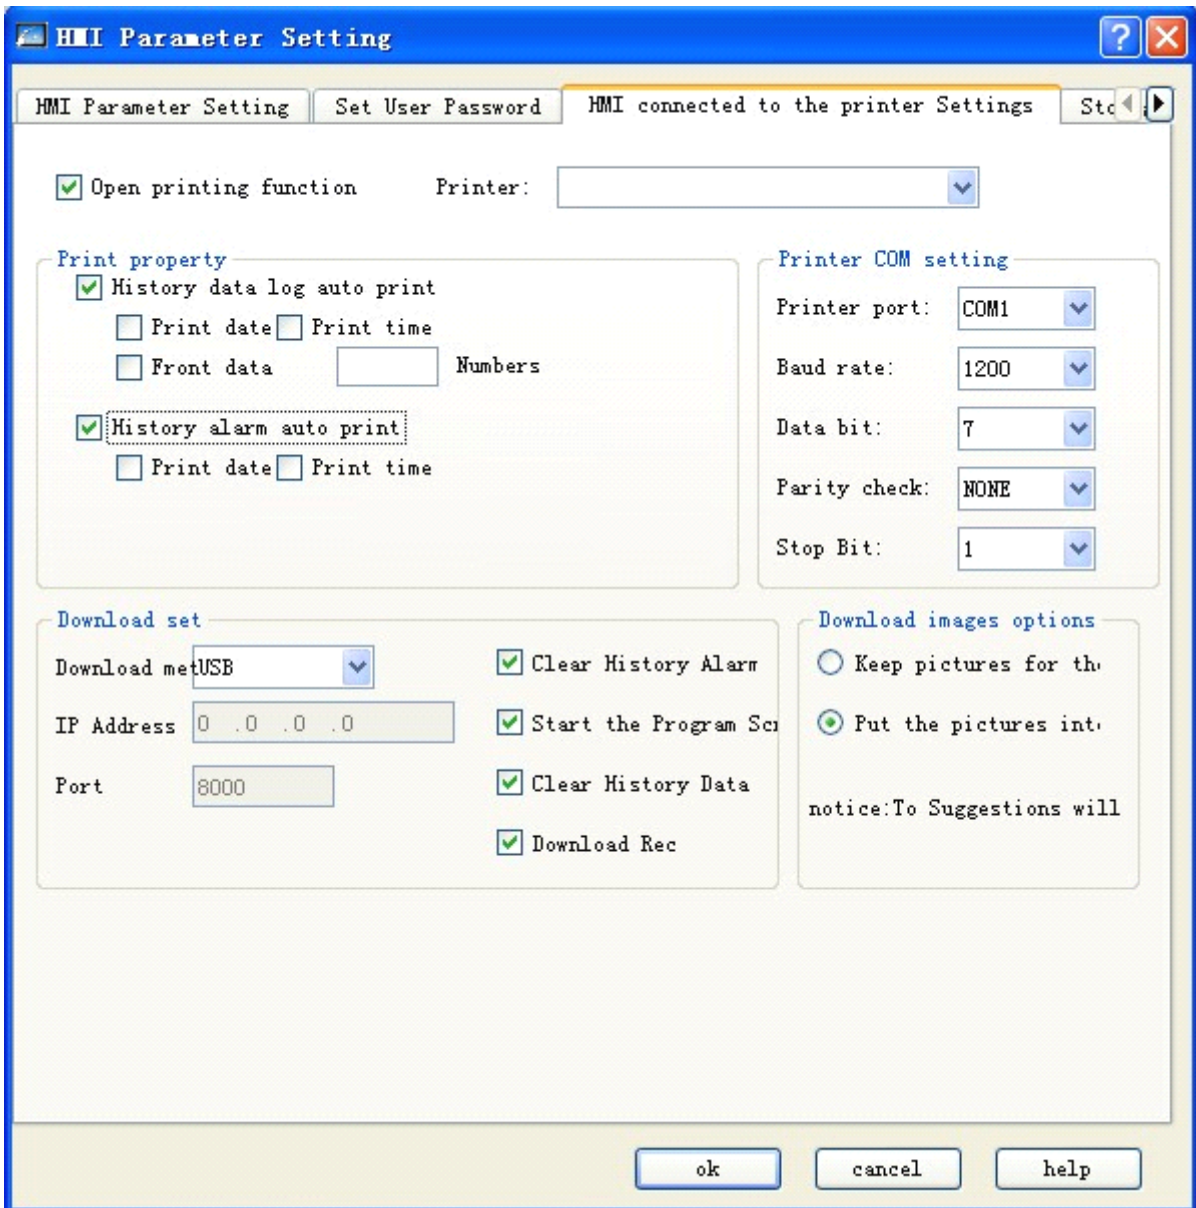 HMI Parameter Setting
HMI Parameter Setting Set User Password HMI connected to the printer Settings
Open printing function Printer:
Print property
History data log auto print
Print date Print time
Front data Numbers
History alarm auto print
Print date Print time
Printer COM setting
Printer port: COM1
Baud rate: 1200
Data bit: 7
Parity check: NONE
Stop Bit: 1
Download set
Download met USB
IP Address 0 .0 .0 .0
Port 8000
Clear History Alarm
Start the Program Scr
Clear History Data
Download Rec
Download images options
Keep pictures for the
Put the pictures into
notice:To Suggestions will
ok cancel help